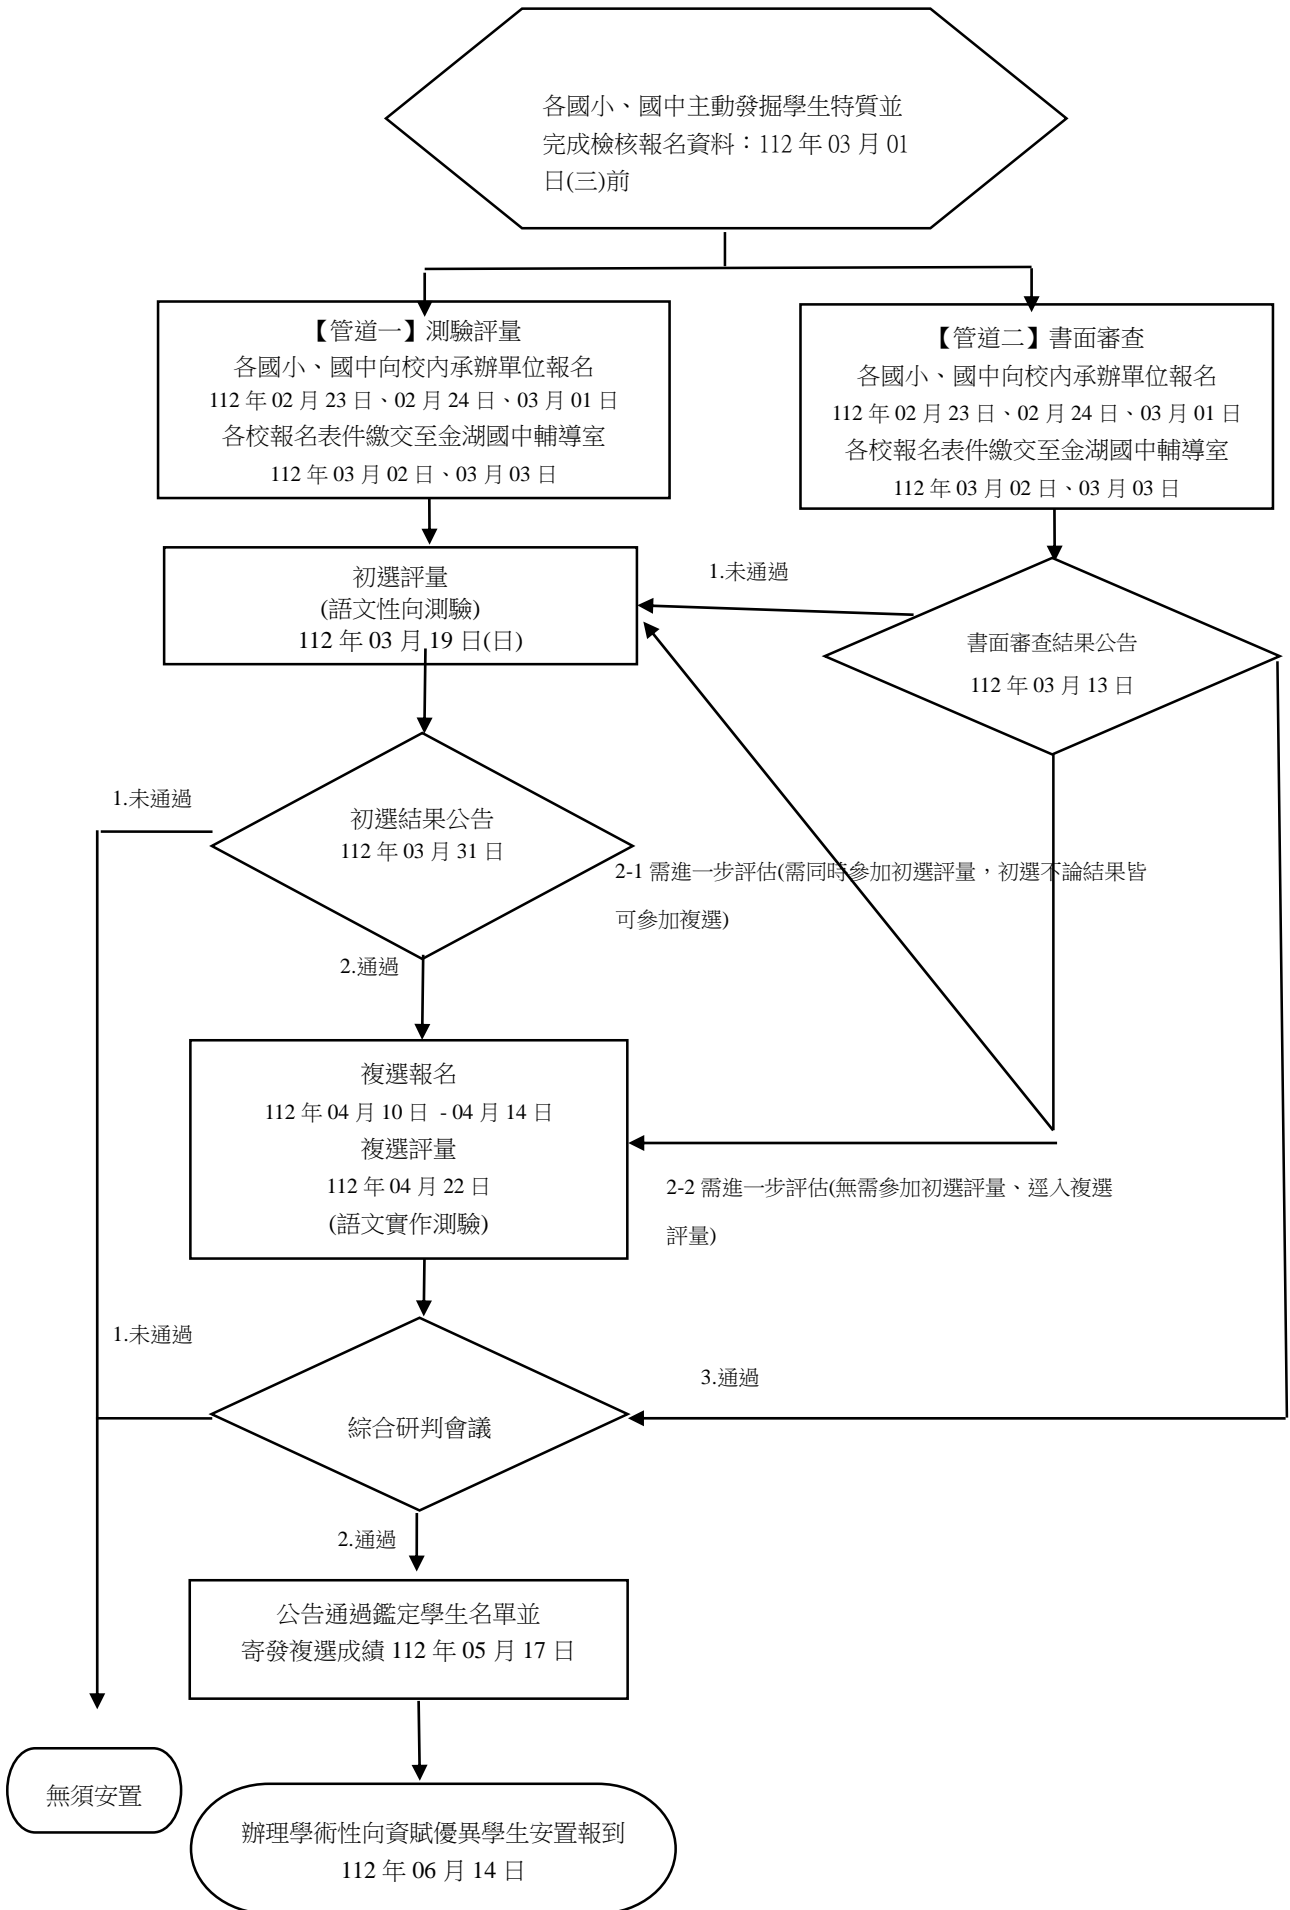 各國小、國中主動發掘學生特質並
完成檢核報名資料：112 年 03 月 01
日(三)前
【管道一】測驗評量
各國小、國中向校內承辦單位報名
112 年 02 月 23 日、02 月 24 日、03 月 01 日
各校報名表件繳交至金湖國中輔導室
112 年 03 月 02 日、03 月 03 日
【管道二】書面審查
各國小、國中向校內承辦單位報名
112 年 02 月 23 日、02 月 24 日、03 月 01 日
各校報名表件繳交至金湖國中輔導室
112 年 03 月 02 日、03 月 03 日
初選評量
(語文性向測驗)
112 年 03 月 19 日(日)
1.未通過
書面審查結果公告
112 年 03 月 13 日
1.未通過
初選結果公告
112 年 03 月 31 日
2-1 需進一步評估(需同時參加初選評量，初選不論結果皆
可參加複選)
2.通過
複選報名
112 年 04 月 10 日 - 04 月 14 日
複選評量
112 年 04 月 22 日
(語文實作測驗)
2-2 需進一步評估(無需參加初選評量、逕入複選
評量)
1.未通過
3.通過
綜合研判會議
2.通過
公告通過鑑定學生名單並
寄發複選成績 112 年 05 月 17 日
無須安置
辦理學術性向資賦優異學生安置報到
112 年 06 月 14 日